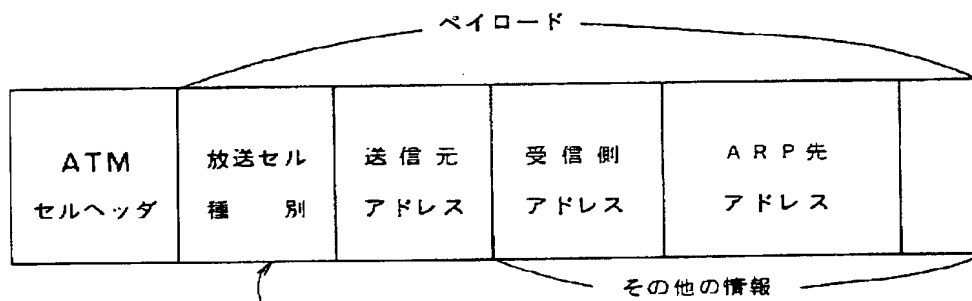 ペイロード
ATM
セルヘッダ
放送セル
種別
送信元
アドレス
受信側
アドレス
ARP先
アドレス
その他の情報